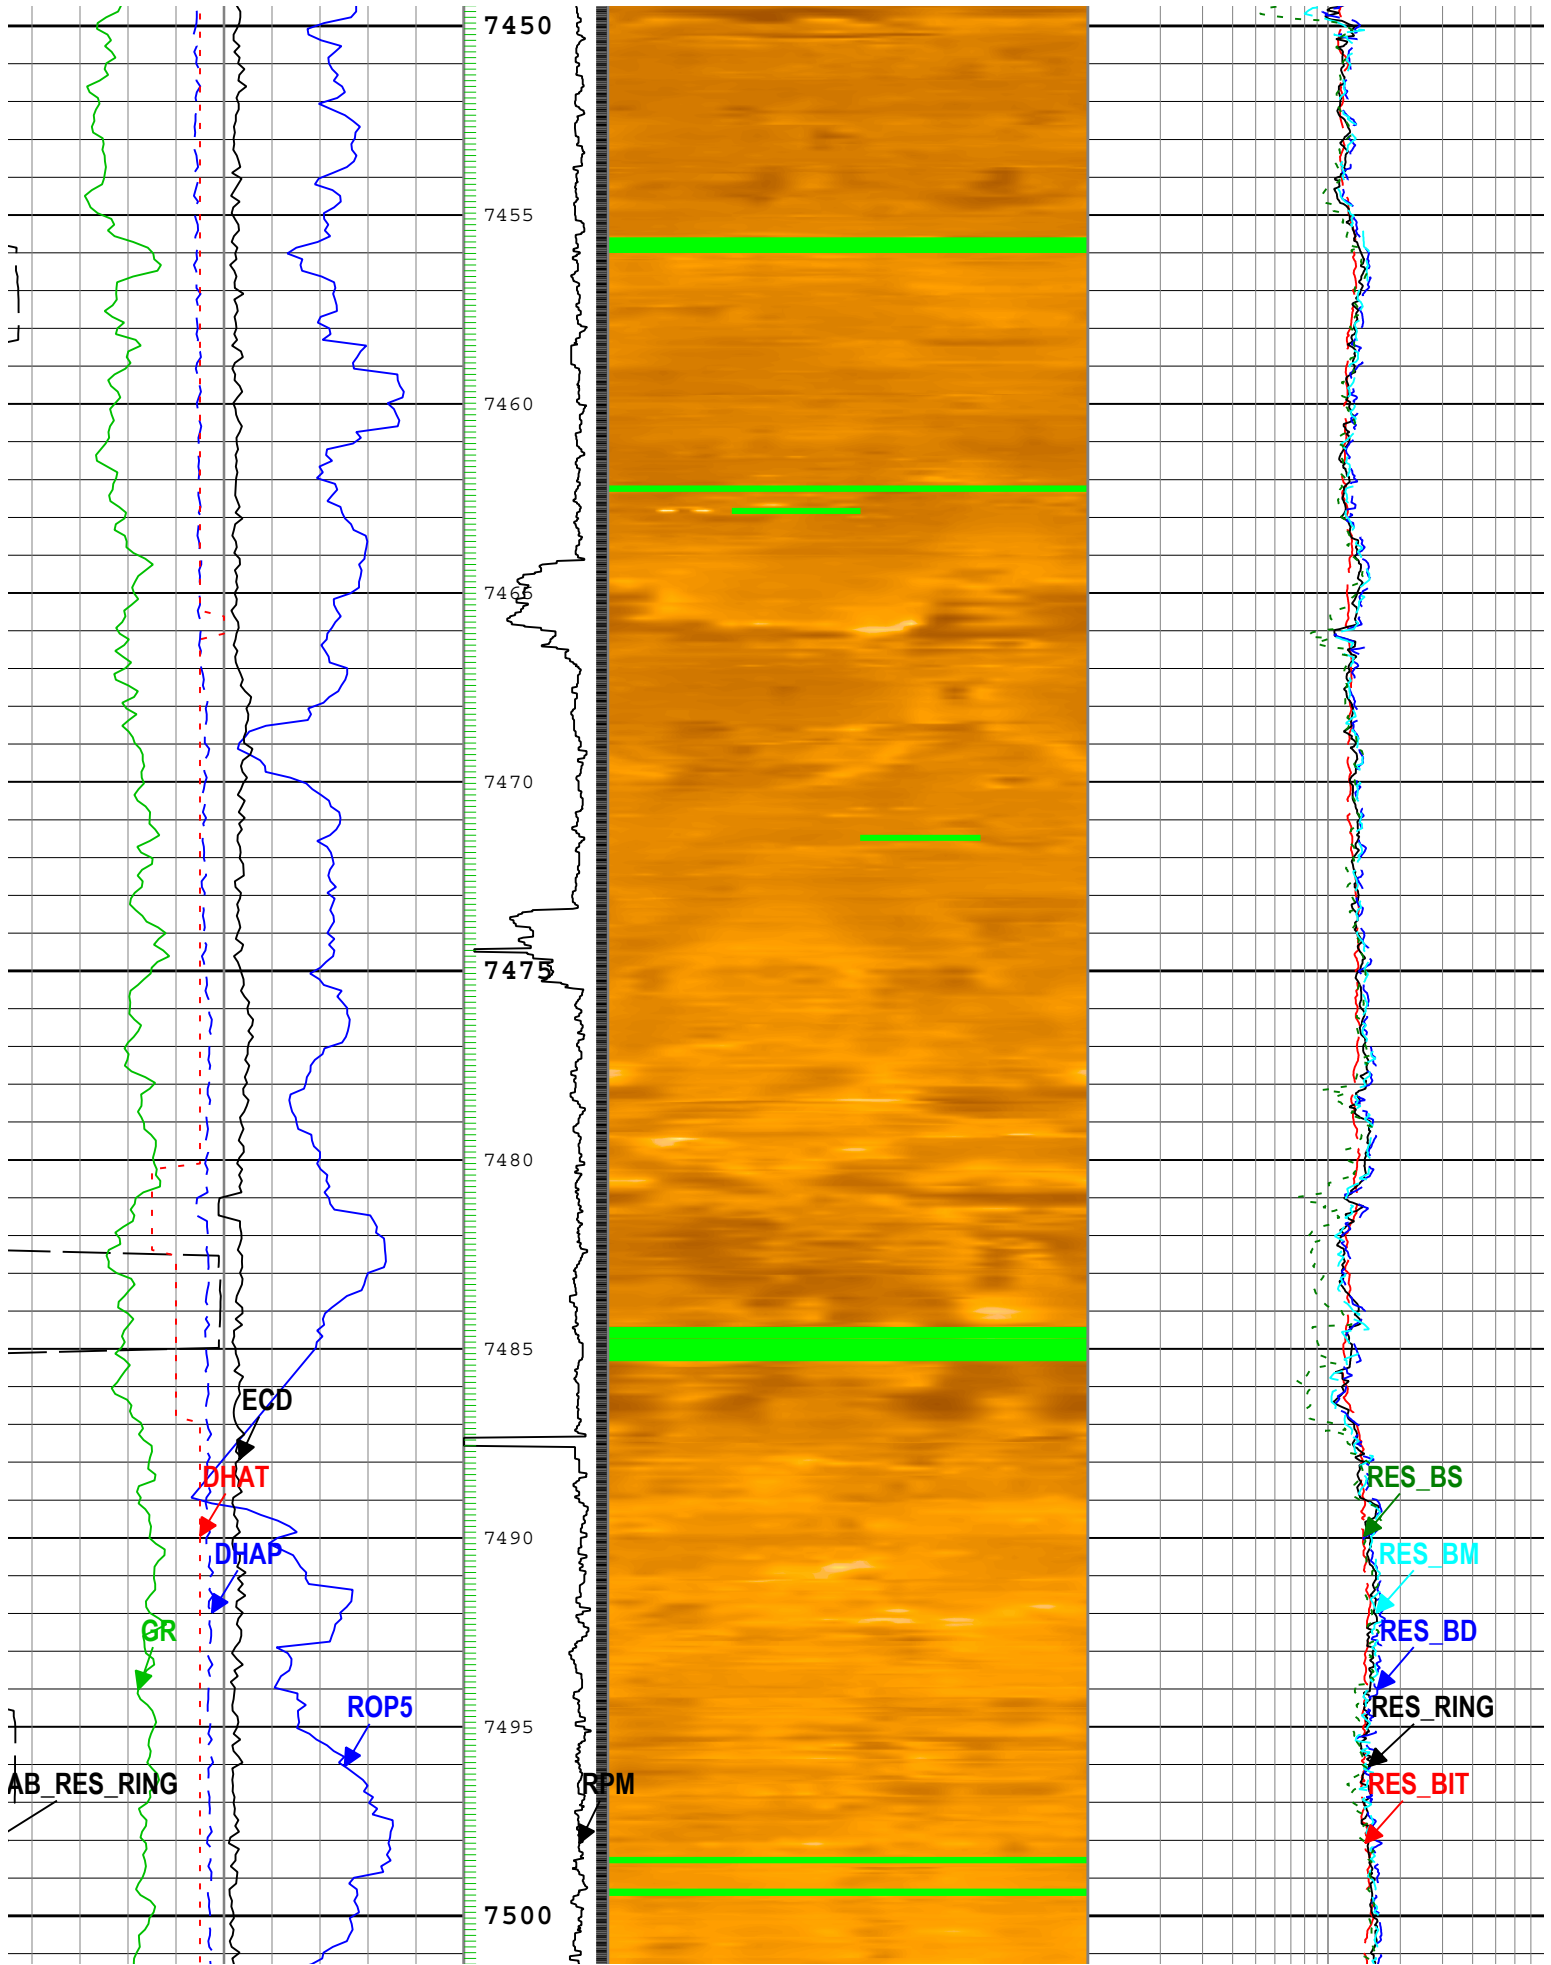 7450
7455
7460
7465
7470
7475
7480
7485
ECD
DHAT
RES_BS
7490
DHAP
RES_BM
GR
RES_BD
ROP5
RES_RING
7495
AB_RES_RING
RPM
RES_BIT
7500